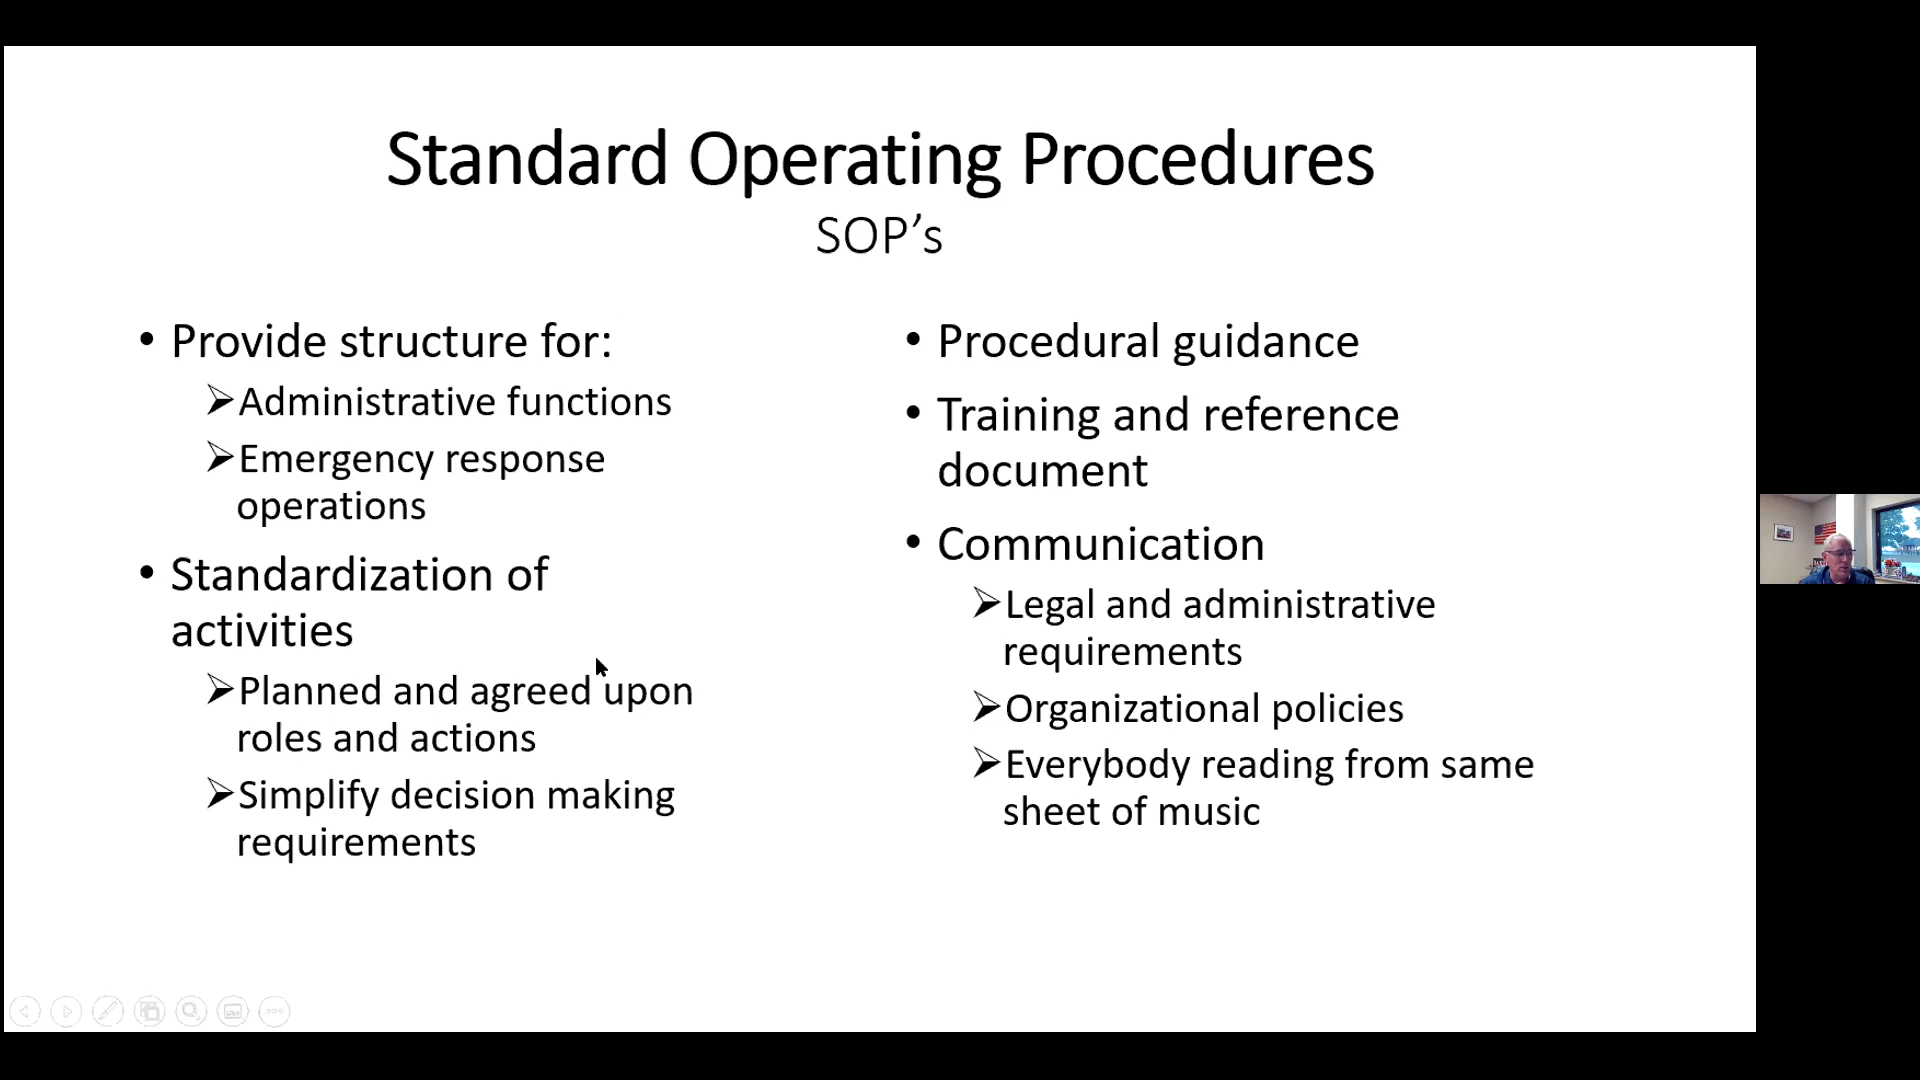 Standard Operating Procedures
SOP’s
• Provide structure for:
➢Administrative functions
➢Emergency response
operations
• Standardization of
activities
➢Planned and agreed upon
roles and actions
➢Simplify decision making
requirements
• Procedural guidance
• Training and reference
document
• Communication
➢Legal and administrative
requirements
➢Organizational policies
➢Everybody reading from same
sheet of music